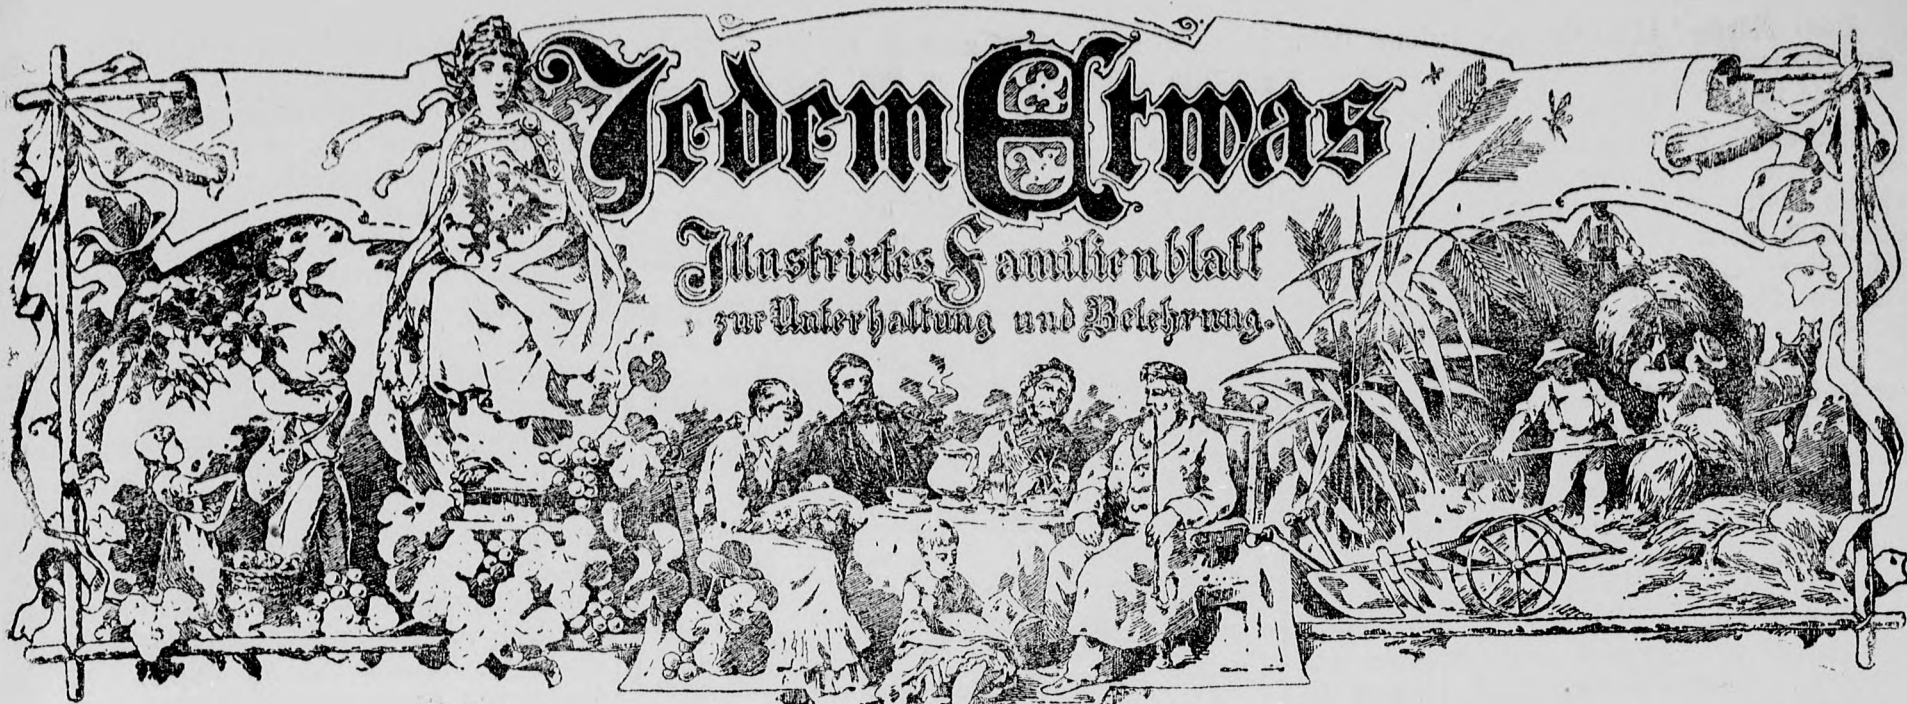 Jedem Etwas
Illustrirtes Familienblatt
zur Unterhaltung und Belehrung.